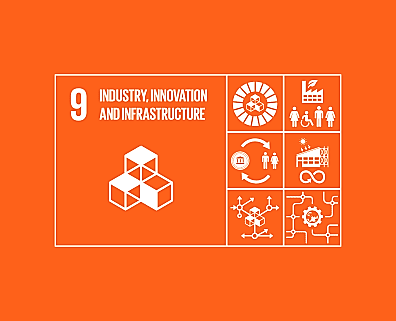 9
INDUSTRY, INNOVATION
AND INFRASTRUCTURE